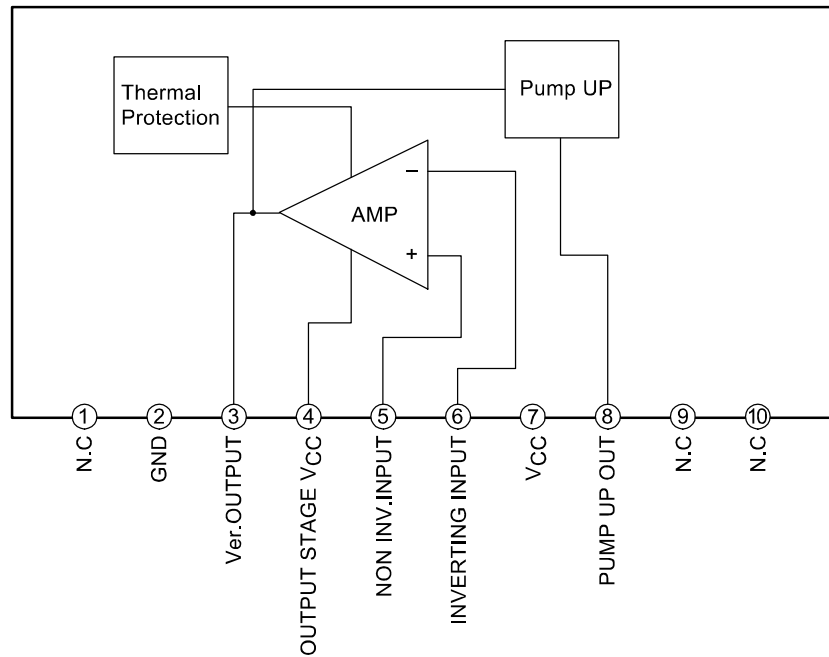 Thermal
Protection
Pump UP
AMP
−
+
1
2
3
4
5
6
7
8
9
10
N.C
GND
Ver.OUTPUT
OUTPUT STAGE VCC
NON INV.INPUT
INVERTING INPUT
VCC
PUMP UP OUT
N.C
N.C